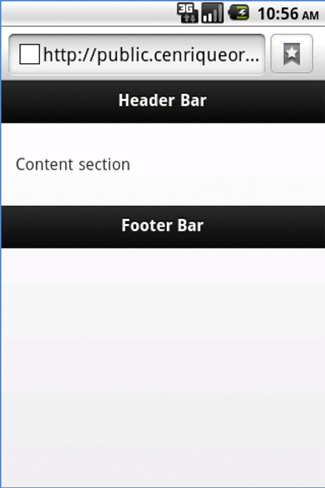 3G 10:56 AM
http://public.cenriqueor...
Header Bar
Content section
Footer Bar